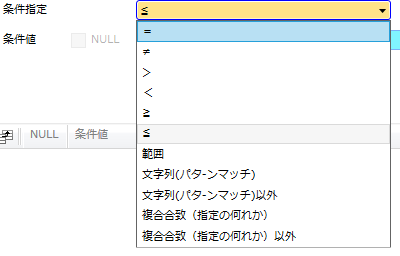 条件指定
≤
条件値
NULL
=
≠
＞
＜
≥
≤
範囲
文字列(パターンマッチ)
文字列(パターンマッチ)以外
複合合致（指定の何れか）
複合合致（指定の何れか）以外
NULL
条件値